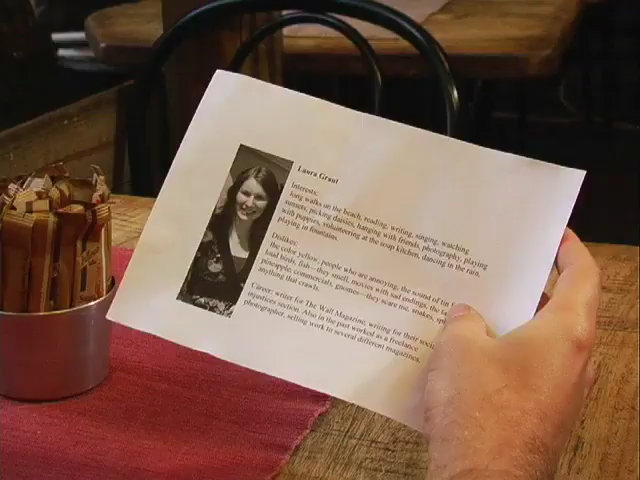 Laura Grant
Interests:
long walks on the beach, reading, writing, singing, watching
sunsets, picking daisies, hanging with friends, photography, playing
with puppies, volunteering at the soup kitchen, dancing in the rain,
playing in fountains.
Dislikes:
the color yellow, people who are annoying, the sound of tin f
loud birds, fish—they smell, movies with sad endings, the
pineapple, commercials, gnomes—they scare me, snakes,
anything that crawls.
Career: writer for The Wall Magazine, writing for their
injustices section. Also in the past worked as a freelance
photographer, selling work to several different magazines.